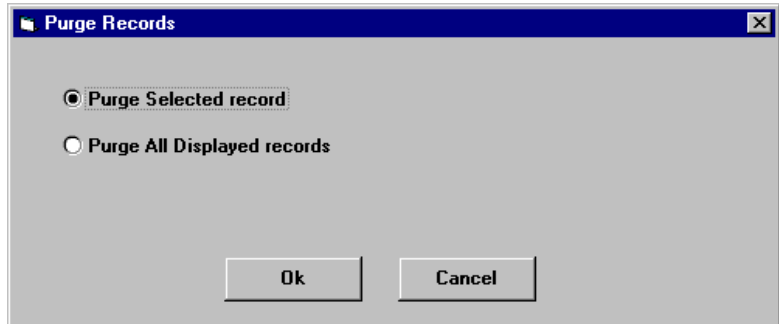 Purge Records
Purge Selected record
Purge All Displayed records
Ok Cancel